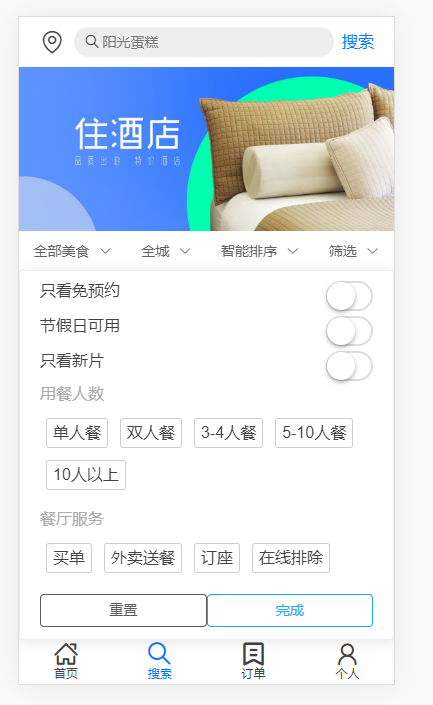 阳光蛋糕 搜索
住酒店
品质出游 特价酒店
全部美食 全城 智能排序 筛选
只看免预约
节假日可用
只看新片
用餐人数
单人餐 双人餐 3-4人餐 5-10人餐
10人以上
餐厅服务
买单 外卖送餐 订座 在线排除
重置 完成
首页 搜索 订单 个人